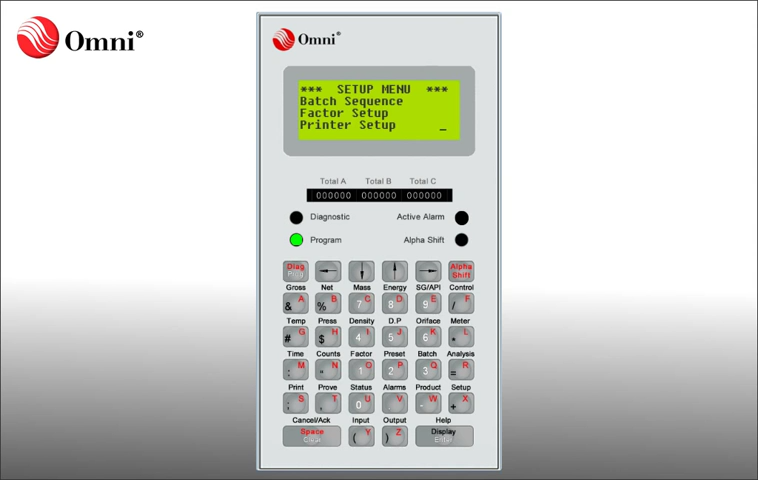 Omni®
Omni®
*** SETUP MENU ***
Batch Sequence
Factor Setup
Printer Setup _
Total A Total B Total C
000000 000000 000000
Diagnostic Active Alarm
Program Alpha Shift
Diag Prog ← ↓ ↑ → Alpha Shift
Gross Net Mass Energy SG/API Control
& A % B 7 C 8 D 9 E / F
Temp Press Density D.P Oriface Meter
# G $ H 4 I 5 J 6 K * L
Time Counts Factor Preset Batch Analysis
: M " N 1 O 2 P 3 Q = R
Print Prove Status Alarms Product Setup
; S , T 0 U . V - W + X
Cancel/Ack Input Output Help
Space Clear ( Y ) Z Display Enter